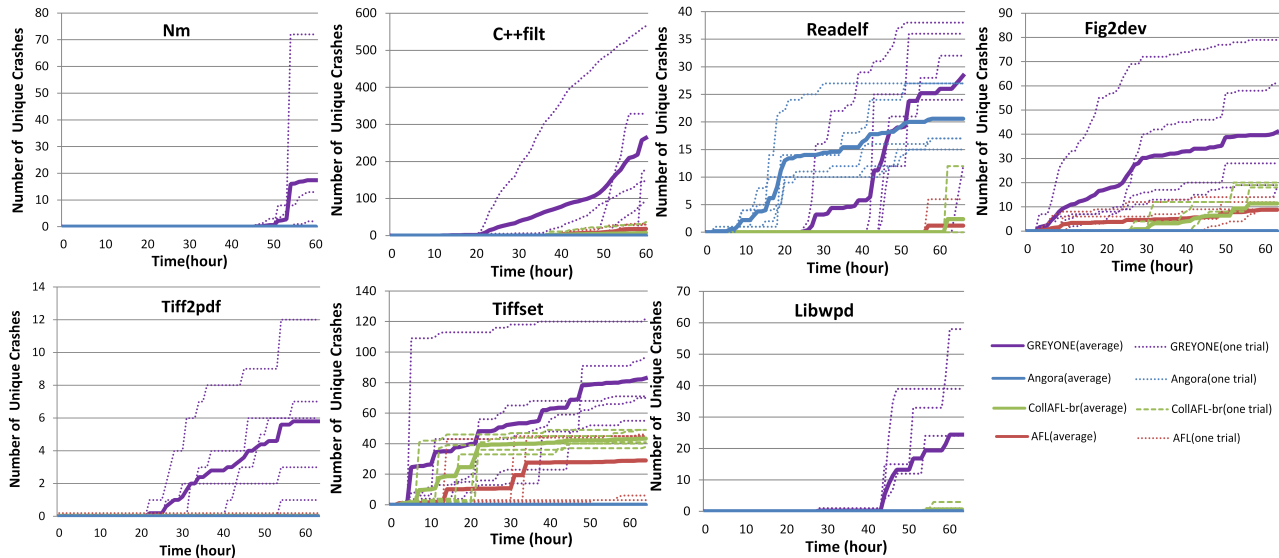 Nm
Number of Unique Crashes
80
70
60
50
40
30
20
10
0
0 10 20 30 40 50 60
Time(hour)
C++filt
Number of Unique Crashes
600
500
400
300
200
100
0
0 10 20 30 40 50 60
Time (hour)
Readelf
Number of Unique Crashes
40
35
30
25
20
15
10
5
0
0 10 20 30 40 50 60
Time (hour)
Fig2dev
Number of Unique Crashes
90
80
70
60
50
40
30
20
10
0
0 10 20 30 40 50 60
Time (hour)
Tiff2pdf
Number of Unique Crashes
14
12
10
8
6
4
2
0
0 10 20 30 40 50 60
Time (hour)
Tiffset
Number of Unique Crashes
140
120
100
80
60
40
20
0
0 10 20 30 40 50 60
Time (hour)
Libwpd
Number of Unique Crashes
70
60
50
40
30
20
10
0
0 10 20 30 40 50 60
Time (hour)
GREYONE(average) GREYONE(one trial)
Angora(average) Angora(one trial)
CollAFL-br(average) CollAFL-br(one trial)
AFL(average) AFL(one trial)